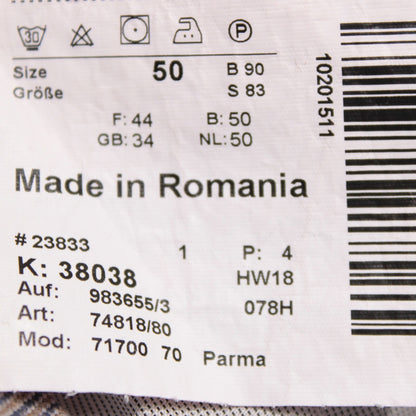 30 P
Size 50 B 90
Größe S 83
F: 44 B: 50
GB: 34 NL: 50
Made in Romania
# 23833 1 P: 4
K: 38038 HW18
Auf: 983655/3 078H
Art: 74818/80
Mod: 71700 70 Parma
10201511